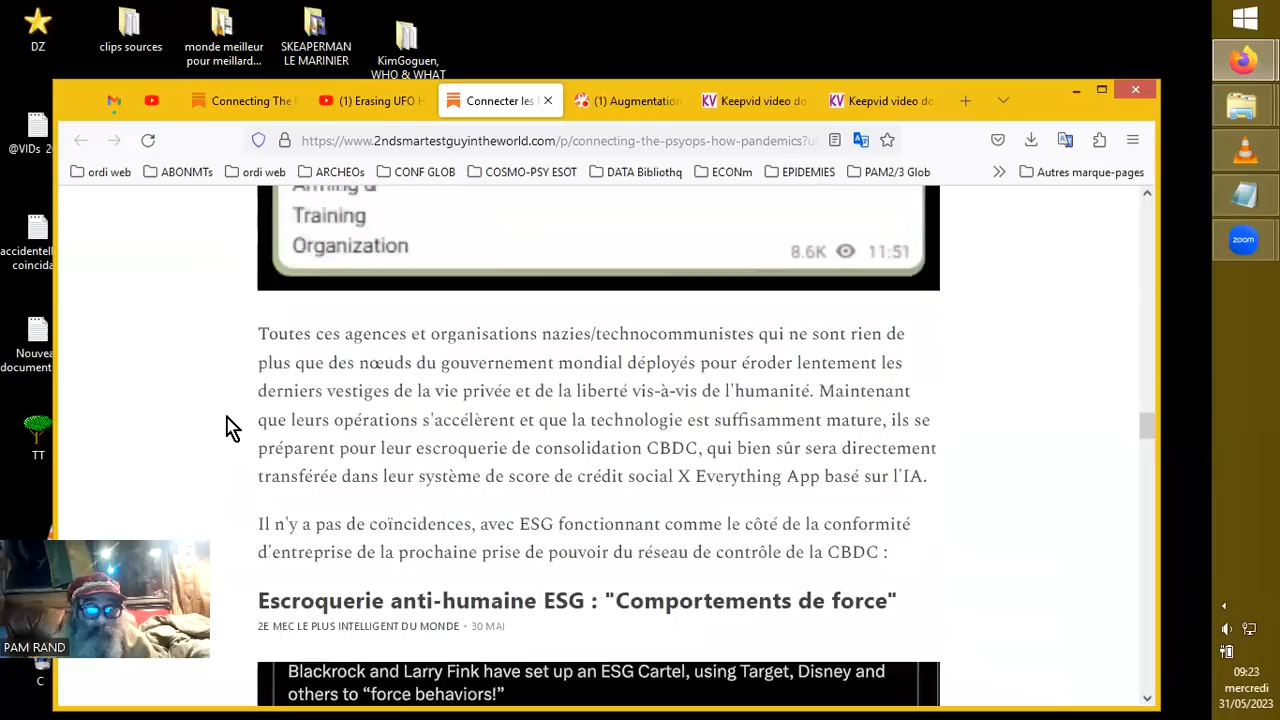 DZ
clips sources
monde meilleur
pour meillard...
SKEAPERMAN
LE MARINIER
KimGoguen,
WHO & WHAT
@VIDs
accidentell
coincida
Nouvea
document
TT
C
Connecting The
(1) Erasing UFO
Connecter les
(1) Augmentation
Keepvid video do
Keepvid video do
https://www.2ndsmartestguyintheworld.com/p/connecting-the-psyops-how-pandemics?u
ordi web
ABONMTs
ordi web
ARCHEOs
CONF GLOB
COSMO-PSY ESOT
DATA Bibliothq
ECONm
EPIDEMIES
PAM2/3 Glob
Autres marque-pages
Arming &
Training
Organization
8.6K 11:51
Toutes ces agences et organisations nazies/technocommunistes qui ne sont rien de
plus que des nœuds du gouvernement mondial déployés pour éroder lentement les
derniers vestiges de la vie privée et de la liberté vis-à-vis de l'humanité. Maintenant
que leurs opérations s'accélèrent et que la technologie est suffisamment mature, ils se
préparent pour leur escroquerie de consolidation CBDC, qui bien sûr sera directement
transférée dans leur système de score de crédit social X Everything App basé sur l'IA.
Il n'y a pas de coïncidences, avec ESG fonctionnant comme le côté de la conformité
d'entreprise de la prochaine prise de pouvoir du réseau de contrôle de la CBDC :
Escroquerie anti-humaine ESG : "Comportements de force"
2E MEC LE PLUS INTELLIGENT DU MONDE • 30 MAI
Blackrock and Larry Fink have set up an ESG Cartel, using Target, Disney and
others to “force behaviors!”
PAM RAND
zoom
09:23
mercredi
31/05/2023